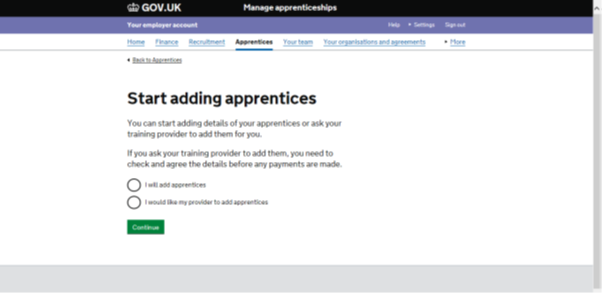 GOV.UK Manage apprenticeships
Your employer account Help Settings Sign out
Home Finance Recruitment Apprentices Your team Your organisations and agreements More
Back to Apprentices
Start adding apprentices
You can start adding details of your apprentices or ask your
training provider to add them for you.
If you ask your training provider to add them, you need to
check and agree the details before any payments are made.
I will add apprentices
I would like my provider to add apprentices
Continue